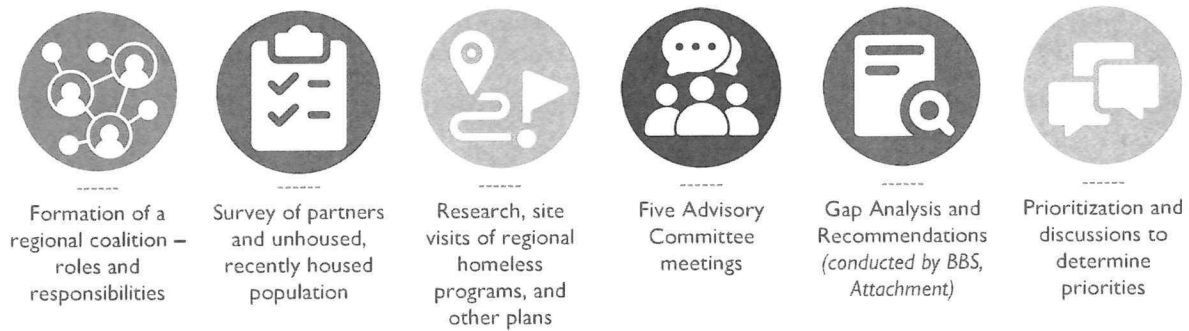 Formation of a
regional coalition –
roles and
responsibilities
Survey of partners
and unhoused,
recently housed
population
Research, site
visits of regional
homeless
programs, and
other plans
Five Advisory
Committee
meetings
Gap Analysis and
Recommendations
(conducted by BBS,
Attachment)
Prioritization and
discussions to
determine
priorities